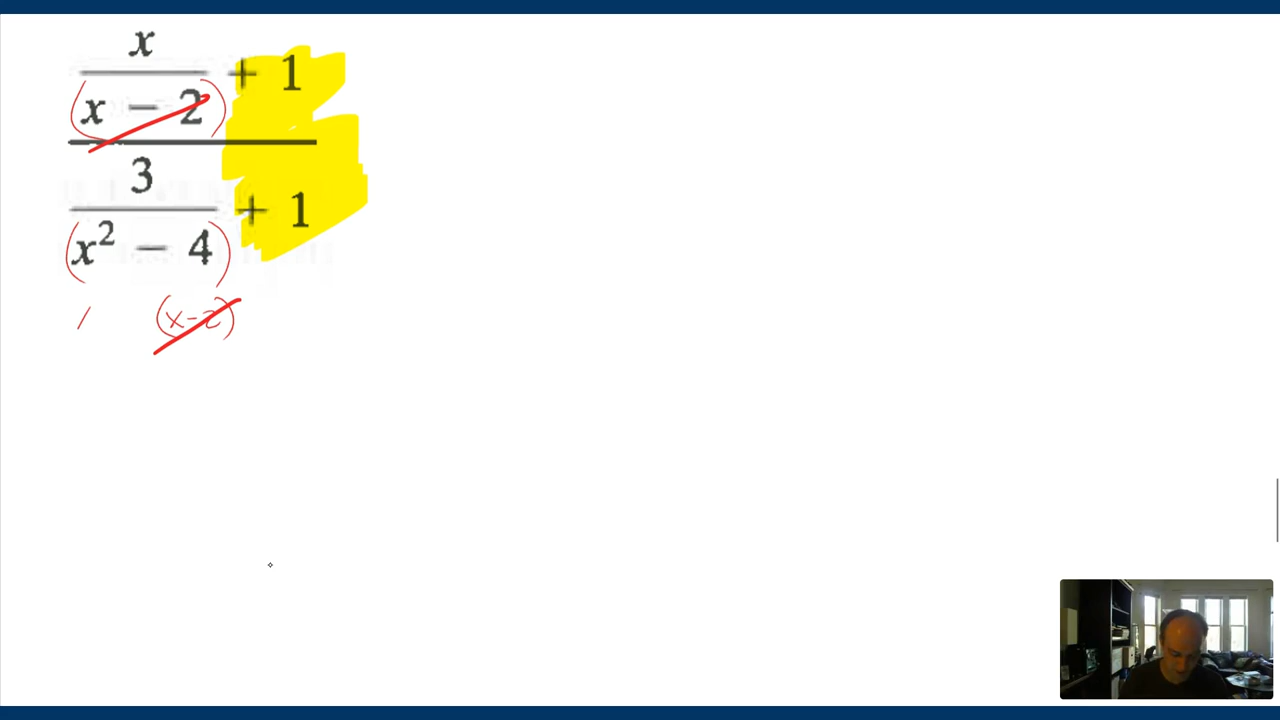 x
(x − 2) + 1
3
(x² − 4) + 1
(x-2)